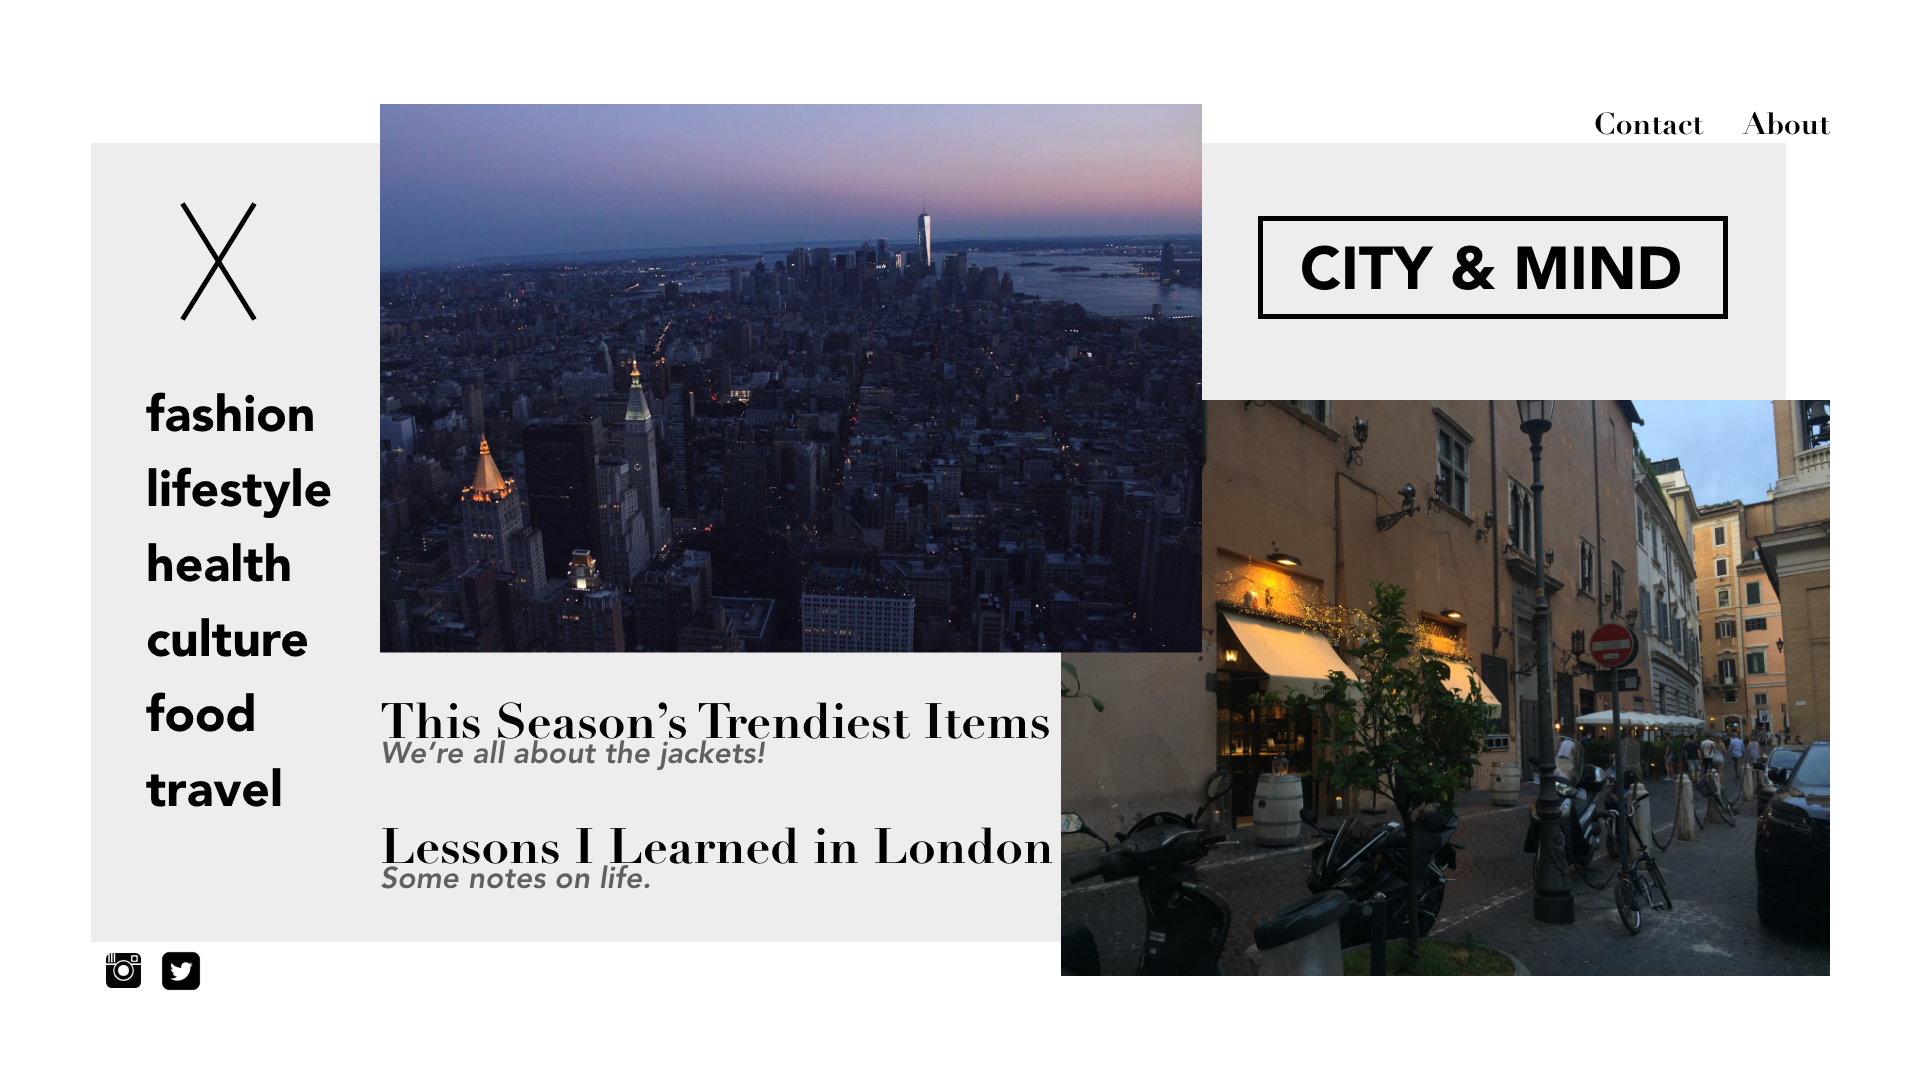 Contact About
X
CITY & MIND
fashion
lifestyle
health
culture
food
travel
This Season’s Trendiest Items
We’re all about the jackets!
Lessons I Learned in London
Some notes on life.